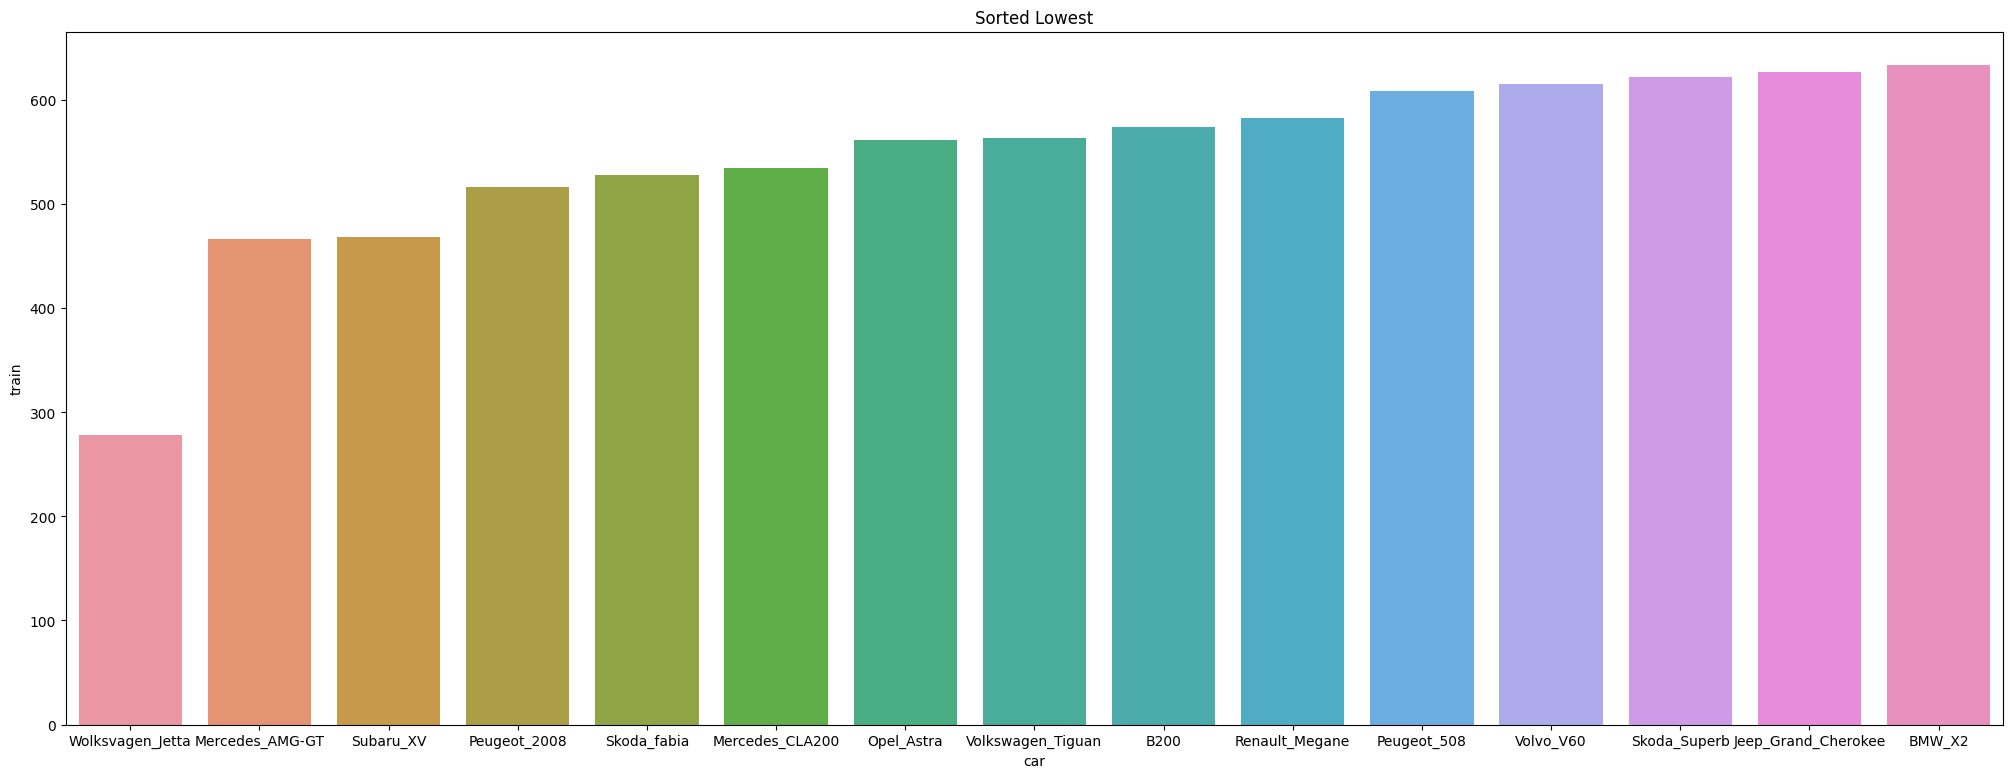 Sorted Lowest
train
600
500
400
300
200
100
0
Wolksvagen_Jetta Mercedes_AMG-GT Subaru_XV Peugeot_2008 Skoda_fabia Mercedes_CLA200 Opel_Astra Volkswagen_Tiguan B200 Renault_Megane Peugeot_508 Volvo_V60 Skoda_Superb Jeep_Grand_Cherokee BMW_X2
car